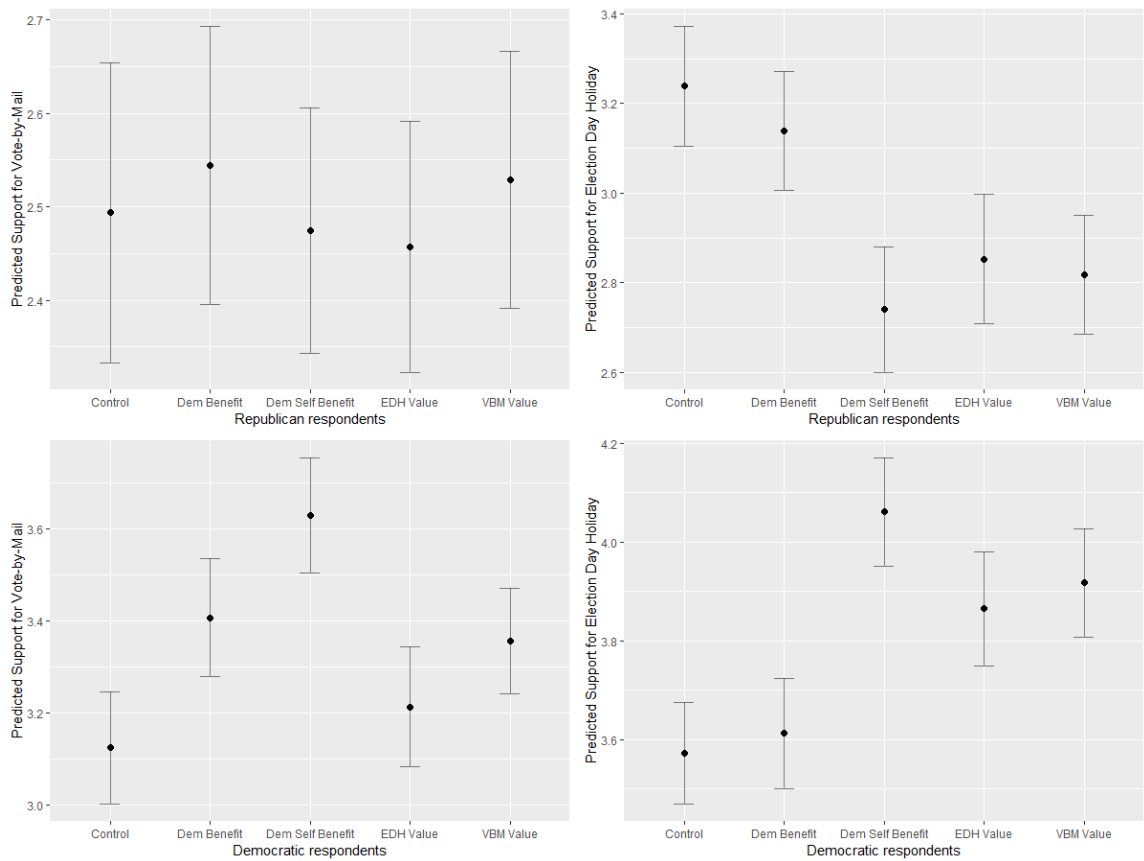 Predicted Support for Vote-by-Mail
2.7
2.6
2.5
2.4
Control Dem Benefit Dem Self Benefit EDH Value VBM Value
Republican respondents
Predicted Support for Election Day Holiday
3.4
3.2
3.0
2.8
2.6
Control Dem Benefit Dem Self Benefit EDH Value VBM Value
Republican respondents
Predicted Support for Vote-by-Mail
3.6
3.4
3.2
3.0
Control Dem Benefit Dem Self Benefit EDH Value VBM Value
Democratic respondents
Predicted Support for Election Day Holiday
4.2
4.0
3.8
3.6
Control Dem Benefit Dem Self Benefit EDH Value VBM Value
Democratic respondents